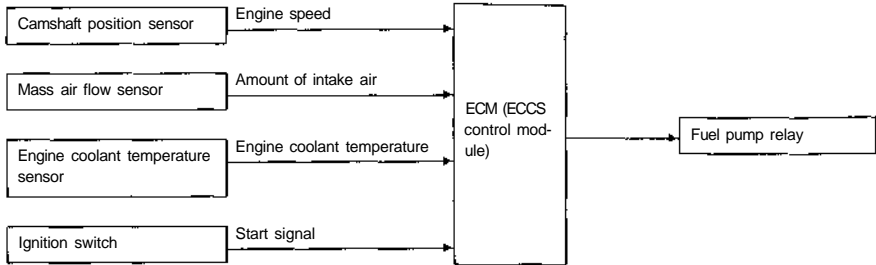 Camshaft position sensor
Engine speed
Mass air flow sensor
Amount of intake air
Engine coolant temperature
sensor
Engine coolant temperature
Ignition switch
Start signal
ECM (ECCS
control mod-
ule)
Fuel pump relay